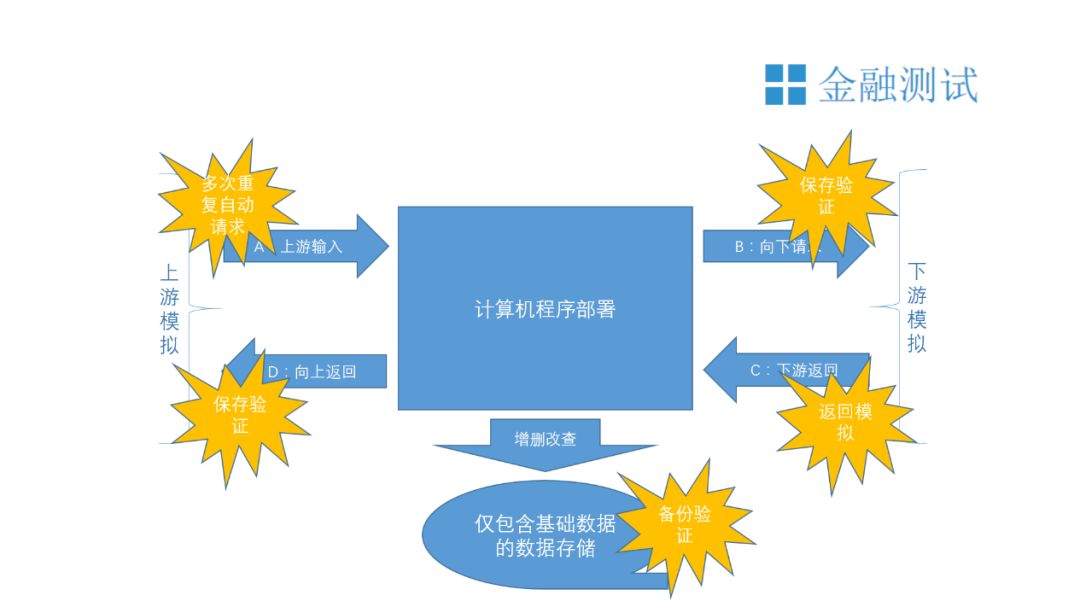 金融测试
多次重
复自动
请求
A：上游输入
保存验
证
B：向下请
上
游
模
拟
计算机程序部署
下
游
模
拟
D：向上返回
保存验
证
C：下游返回
返回模
拟
增删改查
仅包含基础数据
的数据存储
备份验
证